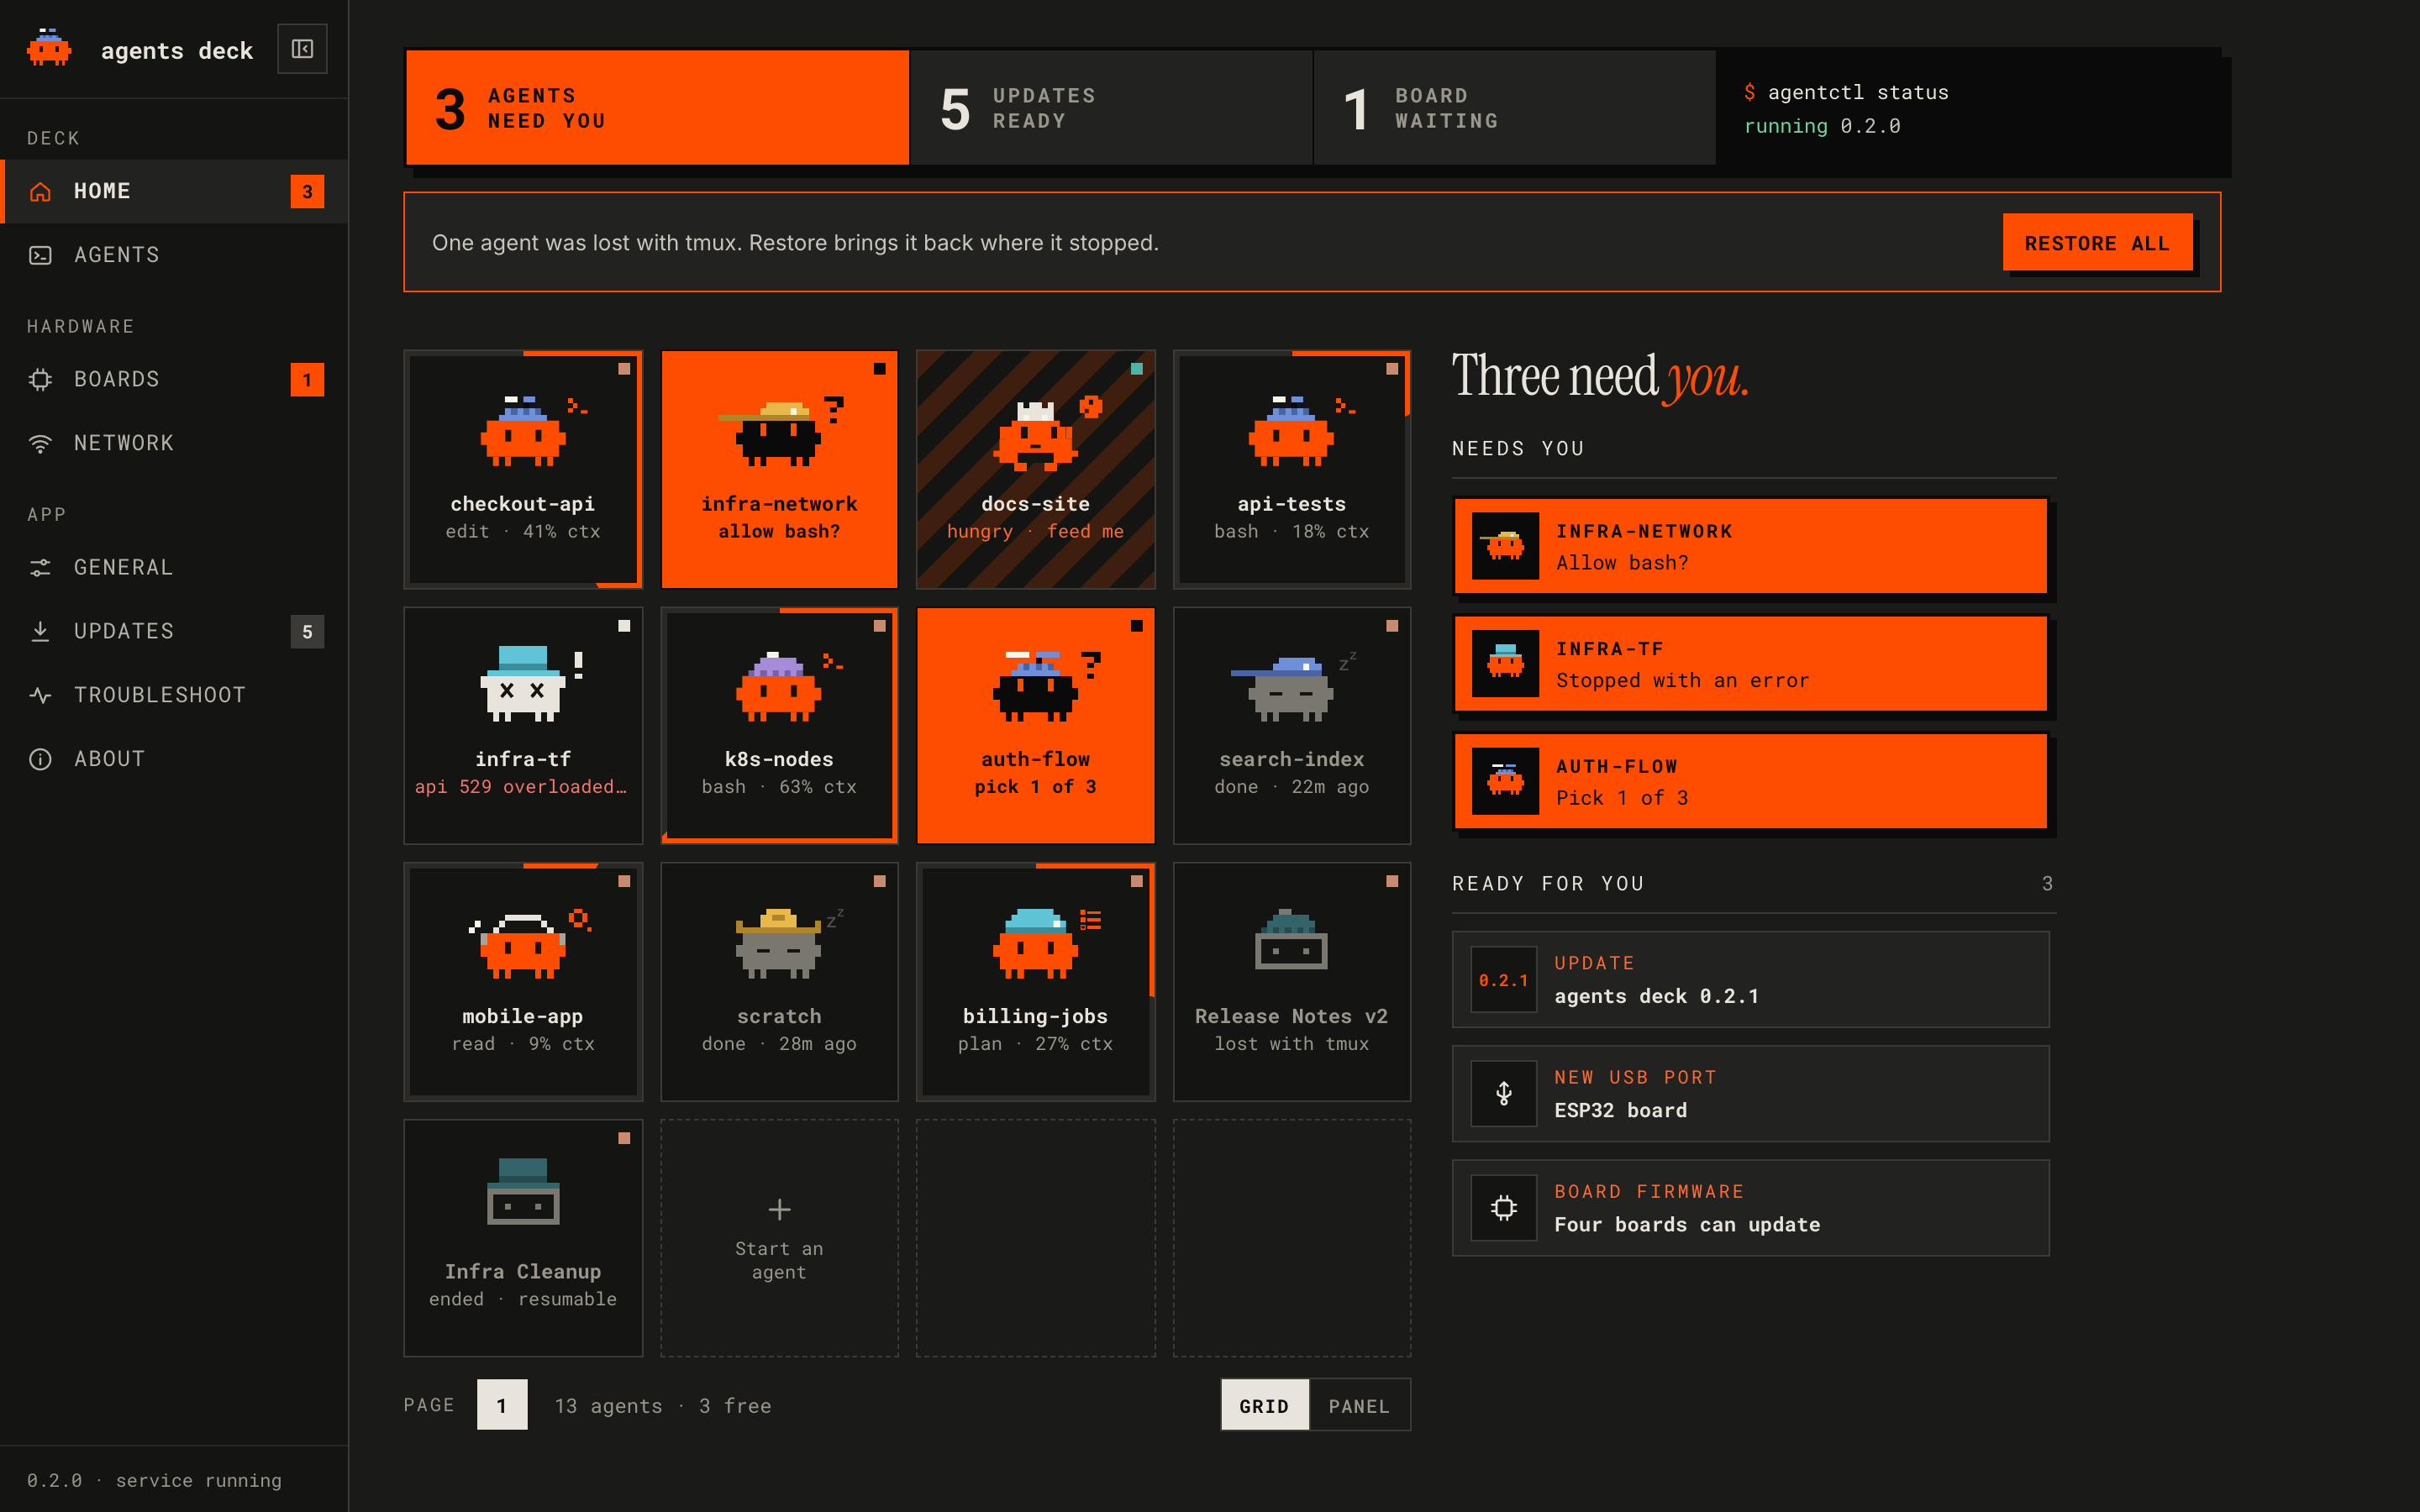 agents deck
DECK
HOME 3
AGENTS
HARDWARE
BOARDS 1
NETWORK
APP
GENERAL
UPDATES 5
TROUBLESHOOT
ABOUT
0.2.0 · service running
3 AGENTS
NEED YOU
5 UPDATES
READY
1 BOARD
WAITING
$ agentctl status
running 0.2.0
One agent was lost with tmux. Restore brings it back where it stopped.
RESTORE ALL
checkout-api
edit · 41% ctx
?
infra-network
allow bash?
docs-site
hungry · feed me
api-tests
bash · 18% ctx
!
infra-tf
api 529 overloaded…
k8s-nodes
bash · 63% ctx
?
auth-flow
pick 1 of 3
zz
search-index
done · 22m ago
mobile-app
read · 9% ctx
zz
scratch
done · 28m ago
billing-jobs
plan · 27% ctx
Release Notes v2
lost with tmux
Infra Cleanup
ended · resumable
+
Start an
agent
PAGE 1 13 agents · 3 free
GRID PANEL
Three need you.
NEEDS YOU
INFRA-NETWORK
Allow bash?
INFRA-TF
Stopped with an error
AUTH-FLOW
Pick 1 of 3
READY FOR YOU 3
0.2.1
UPDATE
agents deck 0.2.1
NEW USB PORT
ESP32 board
BOARD FIRMWARE
Four boards can update